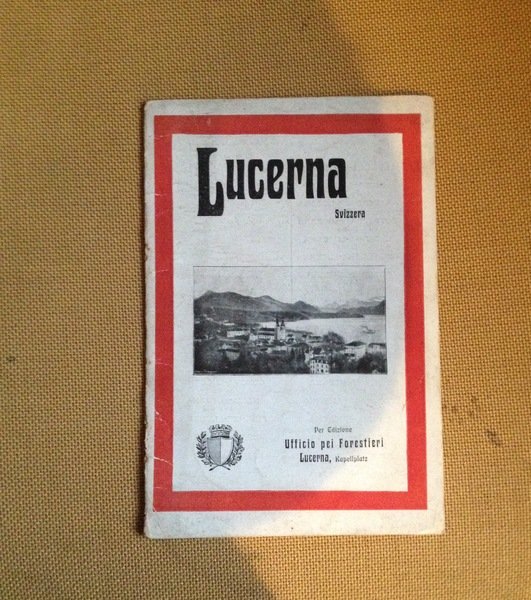 Lucerna
Svizzera
Per Edizione
Ufficio pei Forestieri
Lucerna, Kapellplatz